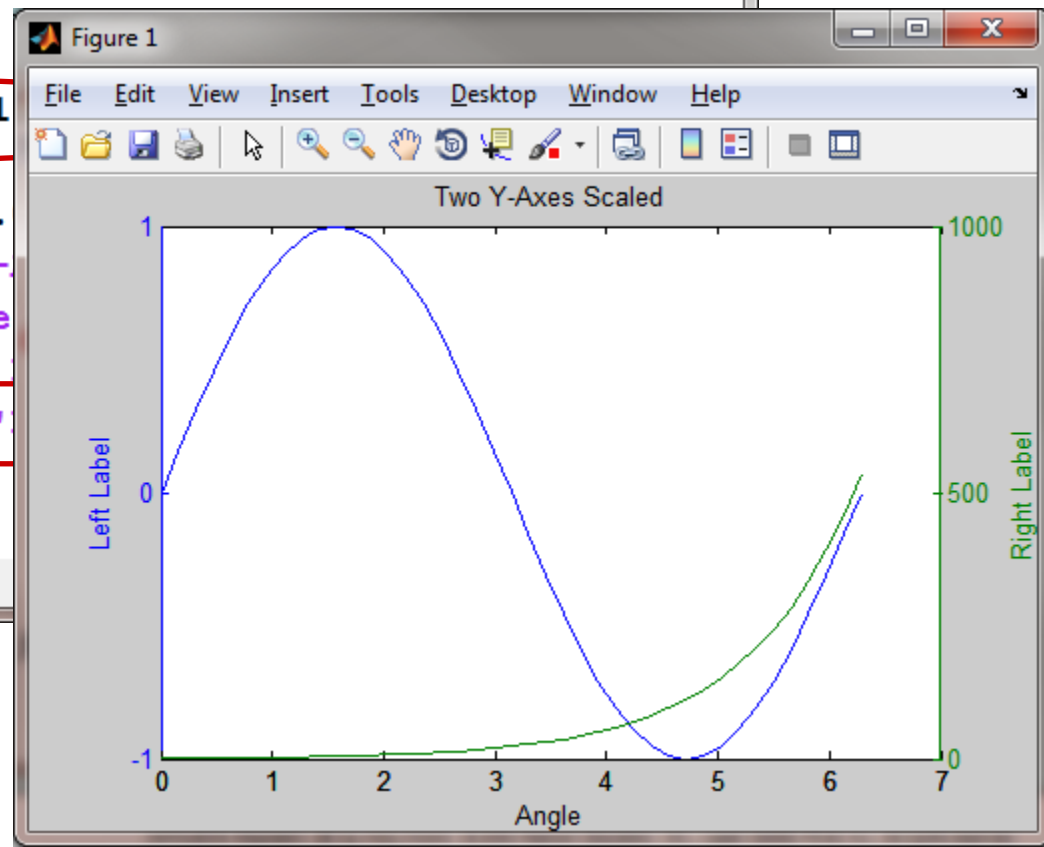 Figure 1
File Edit View Insert Tools Desktop Window Help
Two Y-Axes Scaled
1
1000
Left Label
0
500
Right Label
-1
0
0 1 2 3 4 5 6 7
Angle